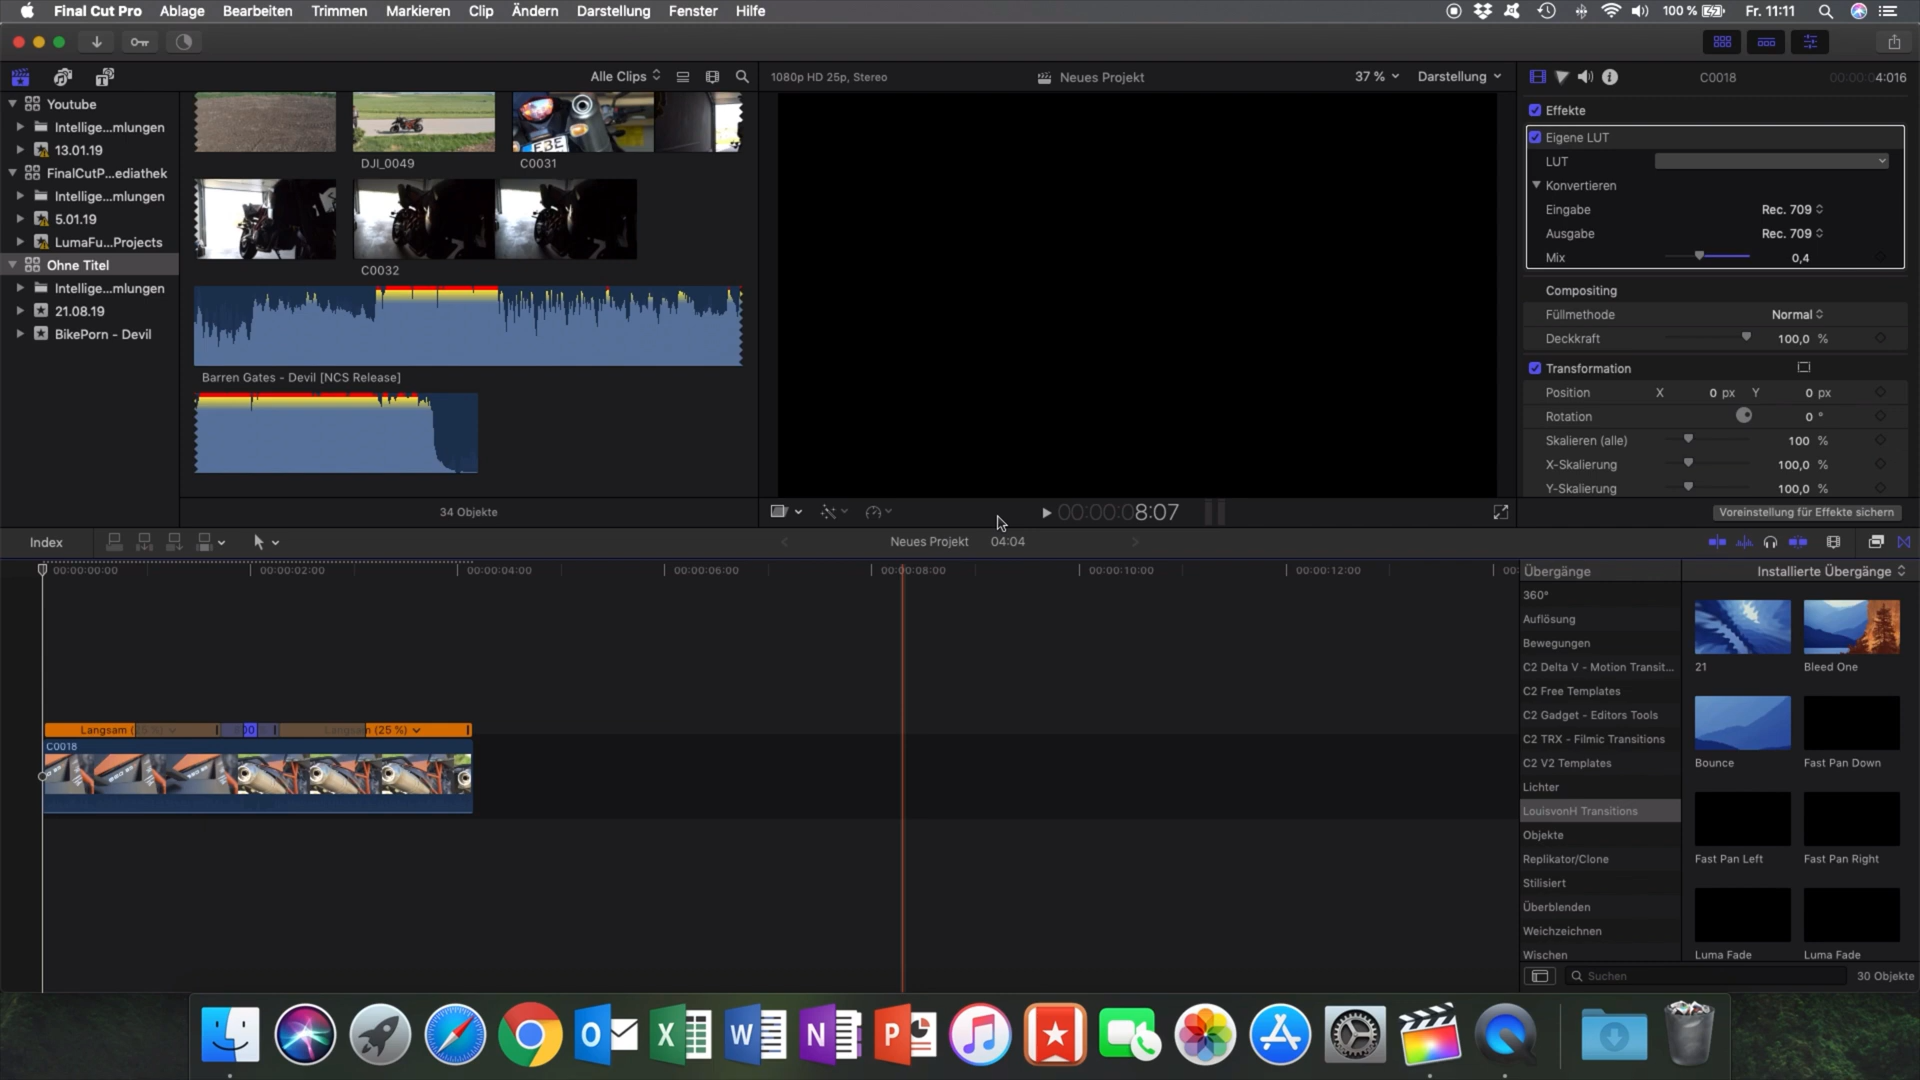 Final Cut Pro Ablage Bearbeiten Trimmen Markieren Clip Ändern Darstellung Fenster Hilfe
100 % Fr. 11:11
Alle Clips
1080p HD 25p, Stereo
Neues Projekt
37 %
Darstellung
C0018
00:00:04:016
Youtube
Intellige...mlungen
13.01.19
FinalCutP...ediathek
Intellige...mlungen
5.01.19
LumaFu...Projects
Ohne Titel
Intellige...mlungen
21.08.19
BikePorn - Devil
DJI_0049
C0031
C0032
Barren Gates - Devil [NCS Release]
34 Objekte
00:00:08:07
Effekte
Eigene LUT
LUT
Konvertieren
Eingabe Rec. 709
Ausgabe Rec. 709
Mix 0,4
Compositing
Füllmethode Normal
Deckkraft 100,0 %
Transformation
Position X 0 px Y 0 px
Rotation 0 °
Skalieren (alle) 100 %
X-Skalierung 100,0 %
Y-Skalierung 100,0 %
Voreinstellung für Effekte sichern
Index
Neues Projekt 04:04
00:00:00:00 00:00:02:00 00:00:04:00 00:00:06:00 00:00:08:00 00:00:10:00 00:00:12:00 00:
Langsam (25 %)
Langsam (25 %)
C0018
Übergänge
Installierte Übergänge
360°
Auflösung
Bewegungen
C2 Delta V - Motion Transit...
C2 Free Templates
C2 Gadget - Editors Tools
C2 TRX - Filmic Transitions
C2 V2 Templates
Lichter
LouisvonH Transitions
Objekte
Replikator/Clone
Stilisiert
Überblenden
Weichzeichnen
Wischen
21
Bleed One
Bounce
Fast Pan Down
Fast Pan Left
Fast Pan Right
Luma Fade
Luma Fade
Suchen
30 Objekte